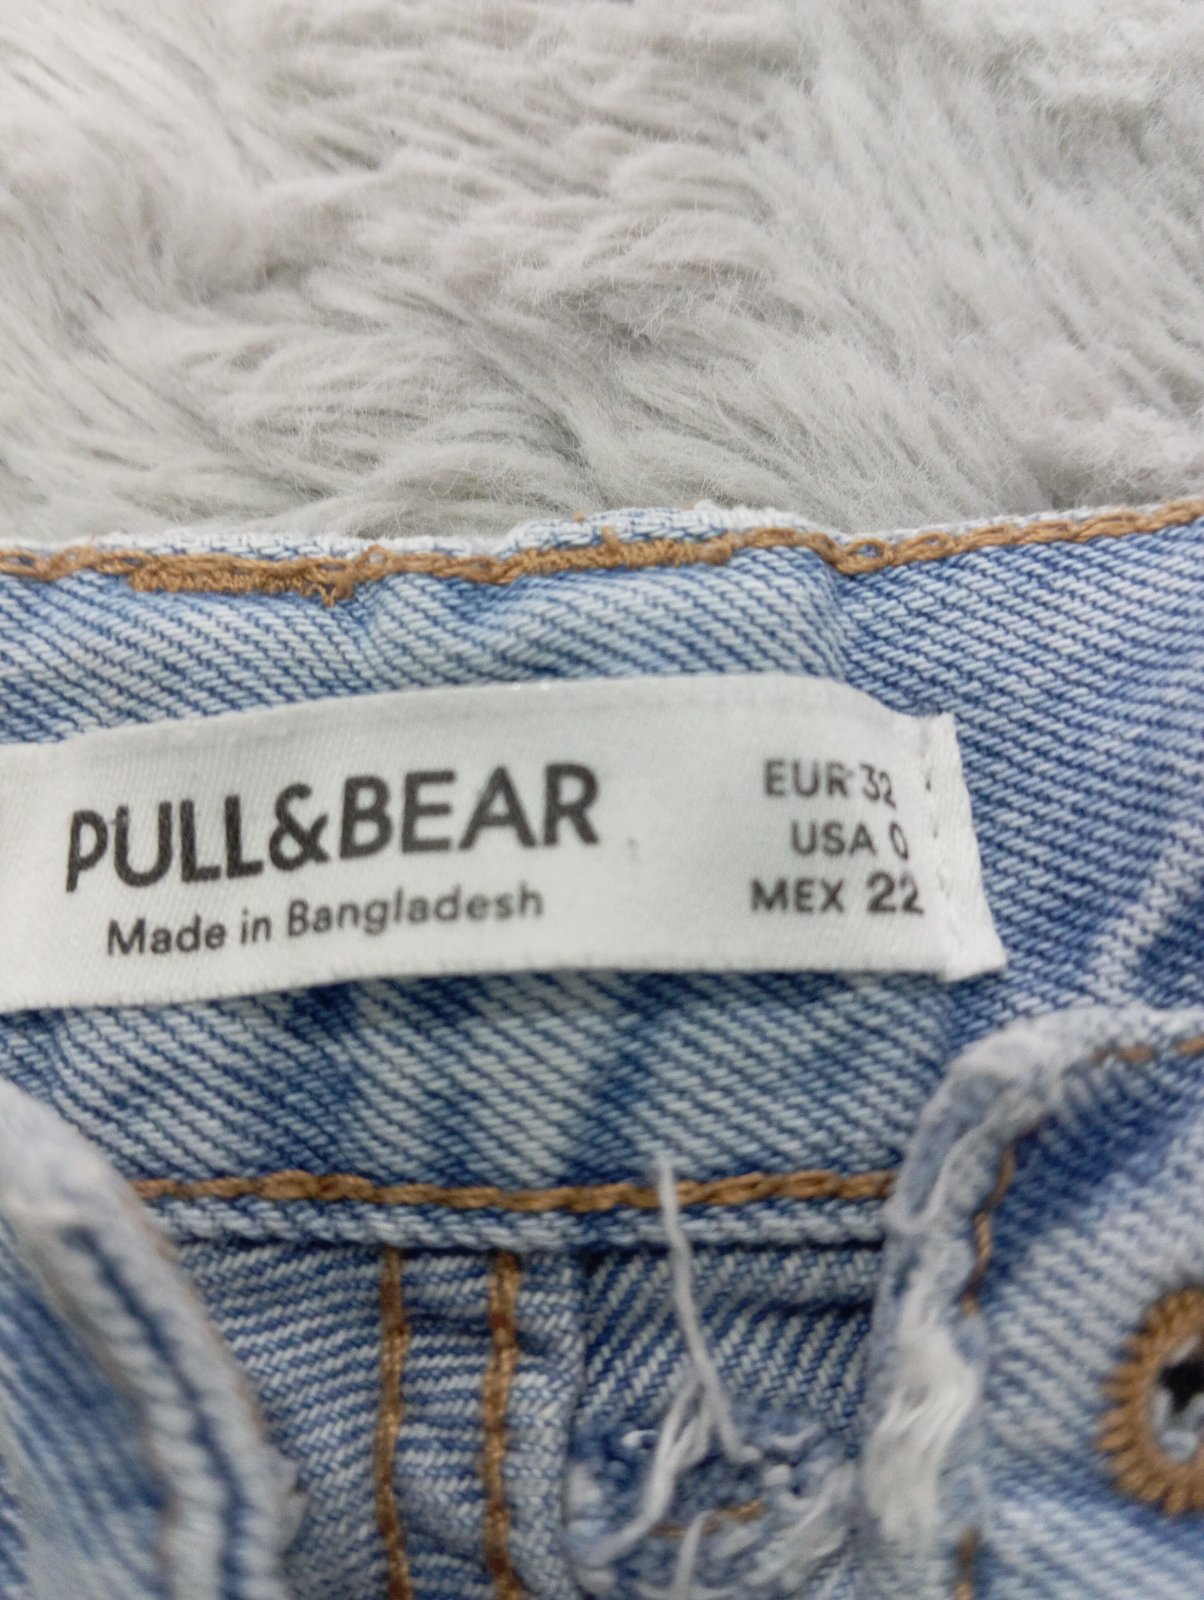 PULL&BEAR
Made in Bangladesh
EUR 32
USA 0
MEX 22